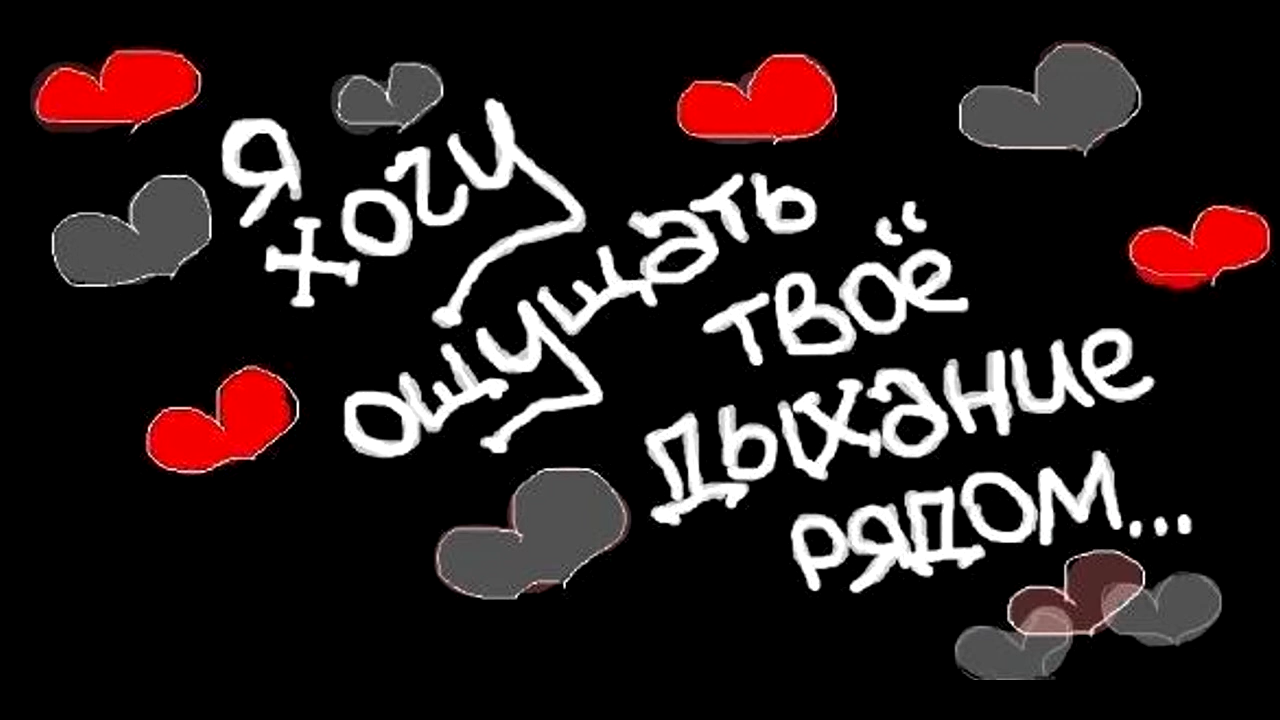 Я
хочу
ощущать
твоё
дыхание
рядом...